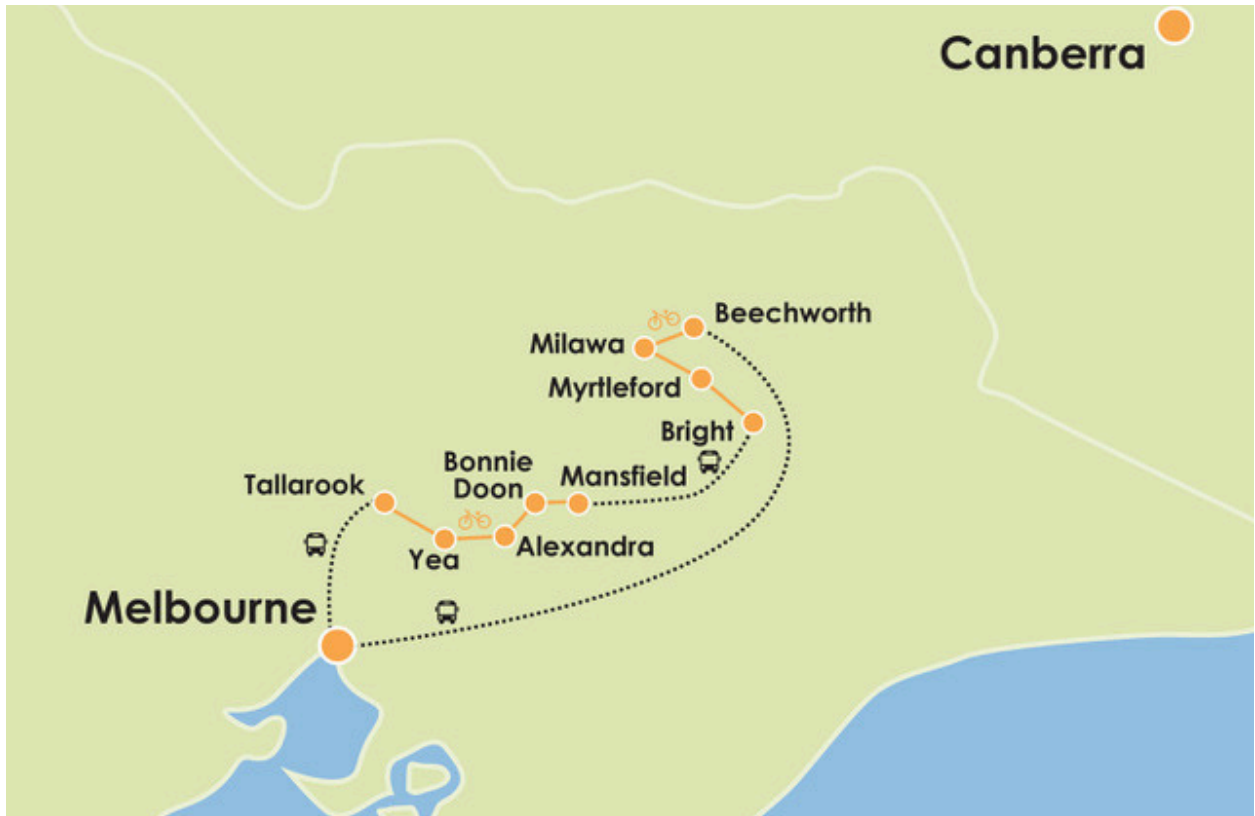 Canberra
Beechworth
Milawa
Myrtleford
Bright
Bonnie
Doon
Mansfield
Tallarook
Alexandra
Yea
Melbourne